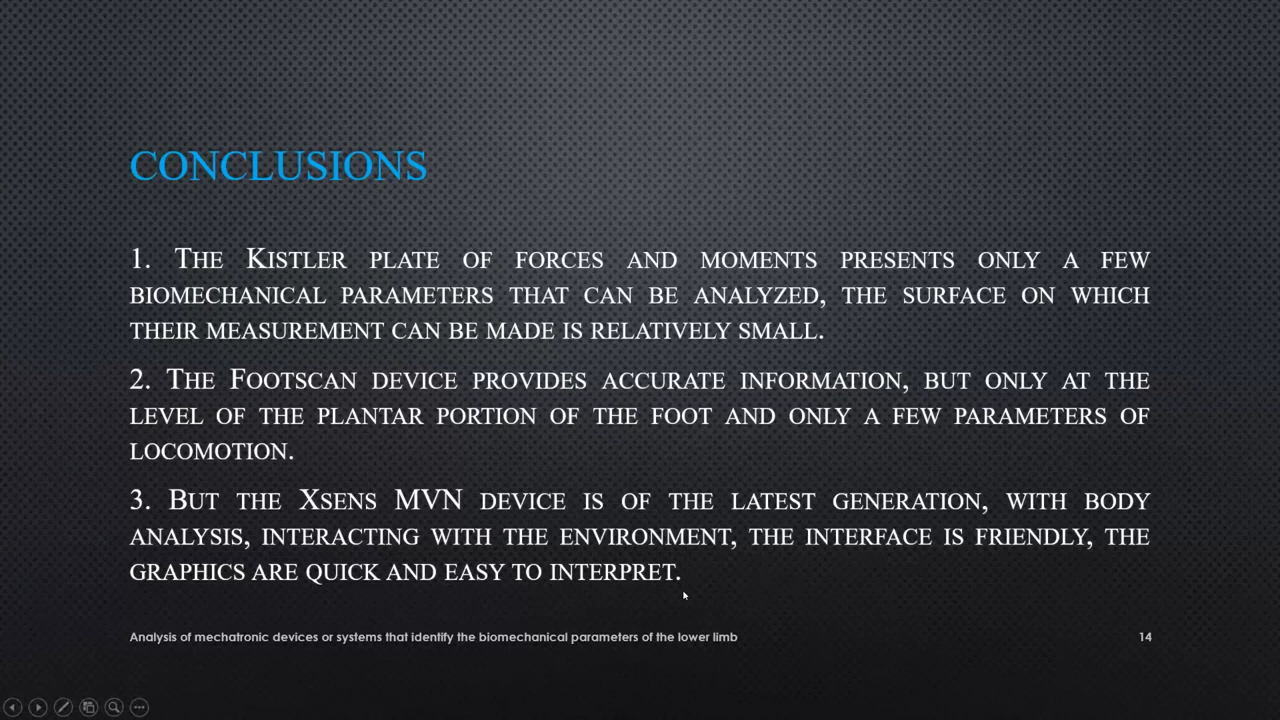 CONCLUSIONS
1. THE KISTLER PLATE OF FORCES AND MOMENTS PRESENTS ONLY A FEW
BIOMECHANICAL PARAMETERS THAT CAN BE ANALYZED, THE SURFACE ON WHICH
THEIR MEASUREMENT CAN BE MADE IS RELATIVELY SMALL.
2. THE FOOTSCAN DEVICE PROVIDES ACCURATE INFORMATION, BUT ONLY AT THE
LEVEL OF THE PLANTAR PORTION OF THE FOOT AND ONLY A FEW PARAMETERS OF
LOCOMOTION.
3. BUT THE XSENS MVN DEVICE IS OF THE LATEST GENERATION, WITH BODY
ANALYSIS, INTERACTING WITH THE ENVIRONMENT, THE INTERFACE IS FRIENDLY, THE
GRAPHICS ARE QUICK AND EASY TO INTERPRET.
Analysis of mechatronic devices or systems that identify the biomechanical parameters of the lower limb
14